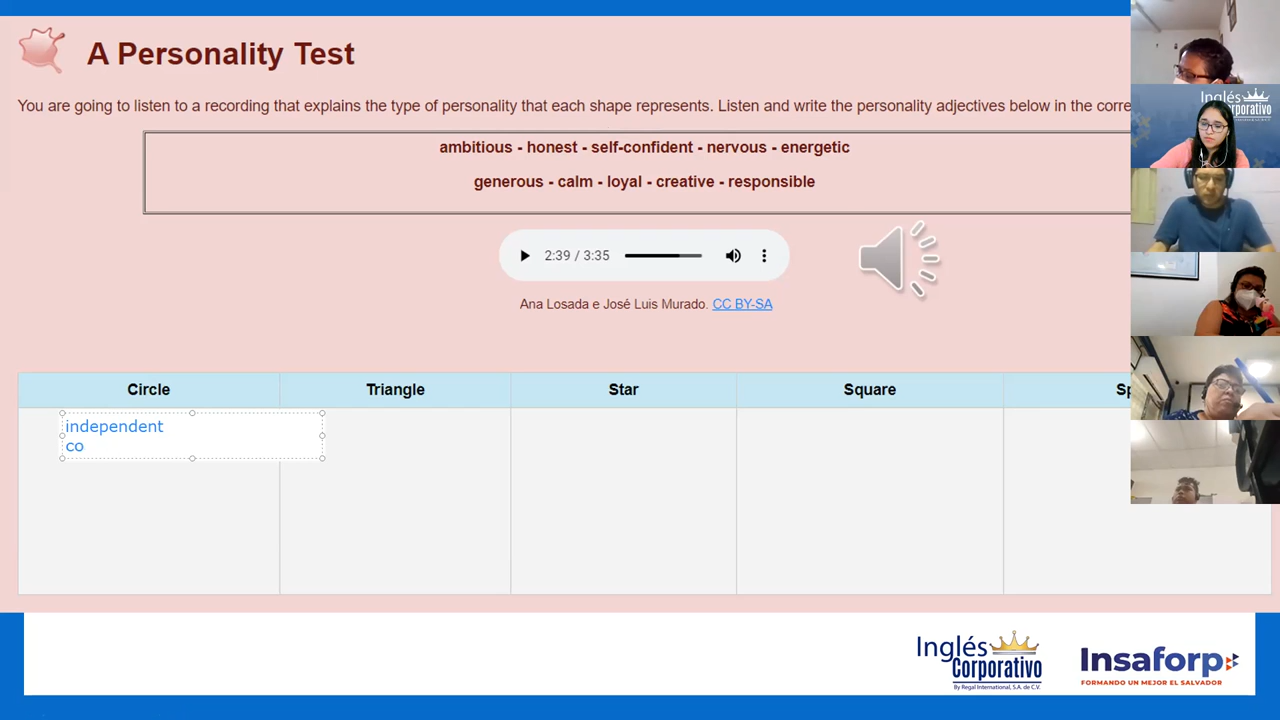 A Personality Test
You are going to listen to a recording that explains the type of personality that each shape represents. Listen and write the personality adjectives below in the
ambitious - honest - self-confident - nervous - energetic
generous - calm - loyal - creative - responsible
2:39 / 3:35
Ana Losada e José Luis Murado. CC BY-SA
Circle Triangle Star Square
independent
co
Inglés
Corporativo
By Regal International, S.A. de C.V.
Insaforp
FORMANDO UN MEJOR EL SALVADOR
Inglés